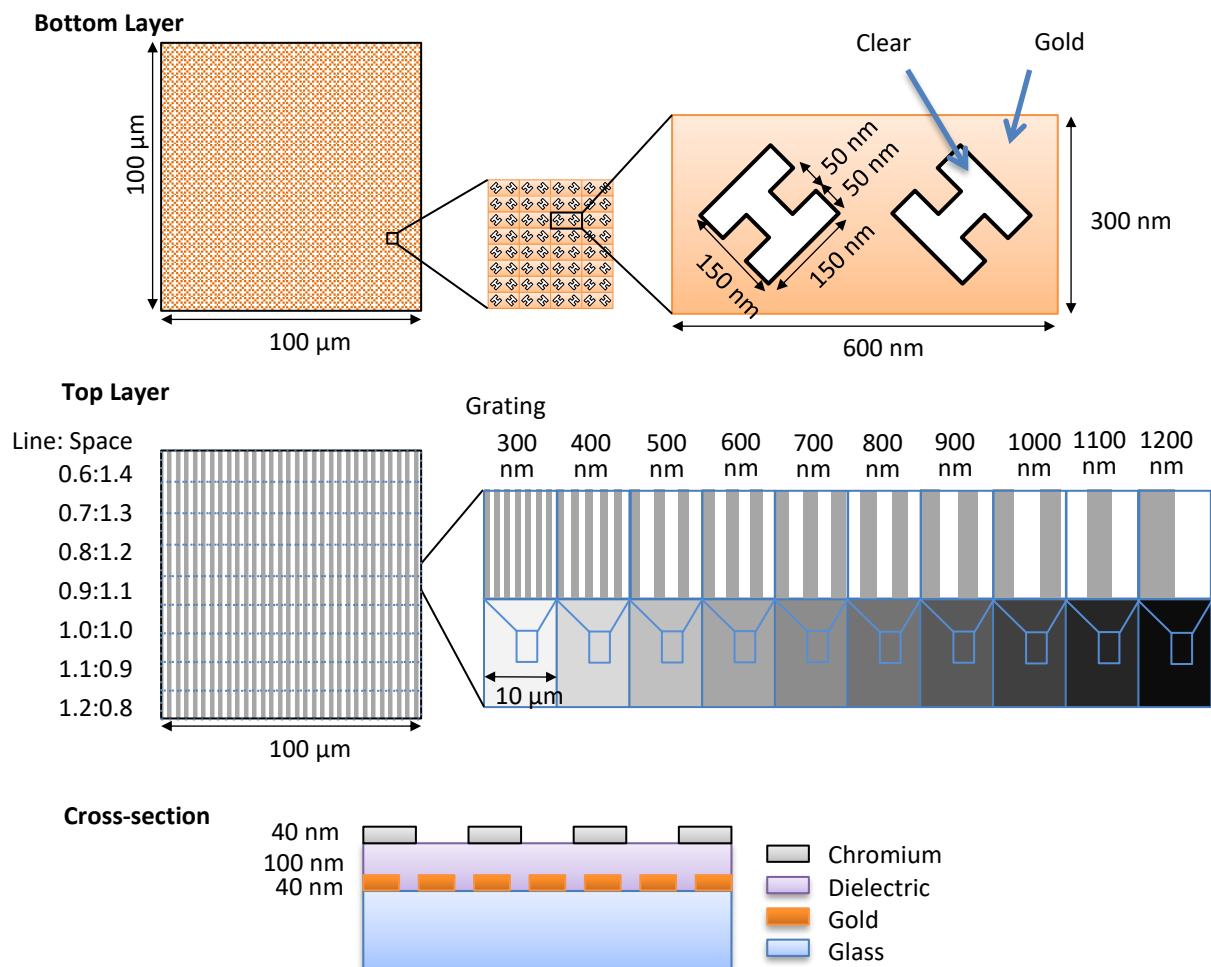 Bottom Layer
Clear
Gold
100 µm
50 nm
50 nm
150 nm
150 nm
300 nm
100 µm
600 nm
Top Layer
Grating
Line: Space
300 nm
400 nm
500 nm
600 nm
700 nm
800 nm
900 nm
1000 nm
1100 nm
1200 nm
0.6:1.4
0.7:1.3
0.8:1.2
0.9:1.1
1.0:1.0
1.1:0.9
1.2:0.8
10 µm
100 µm
Cross-section
40 nm
100 nm
40 nm
Chromium
Dielectric
Gold
Glass